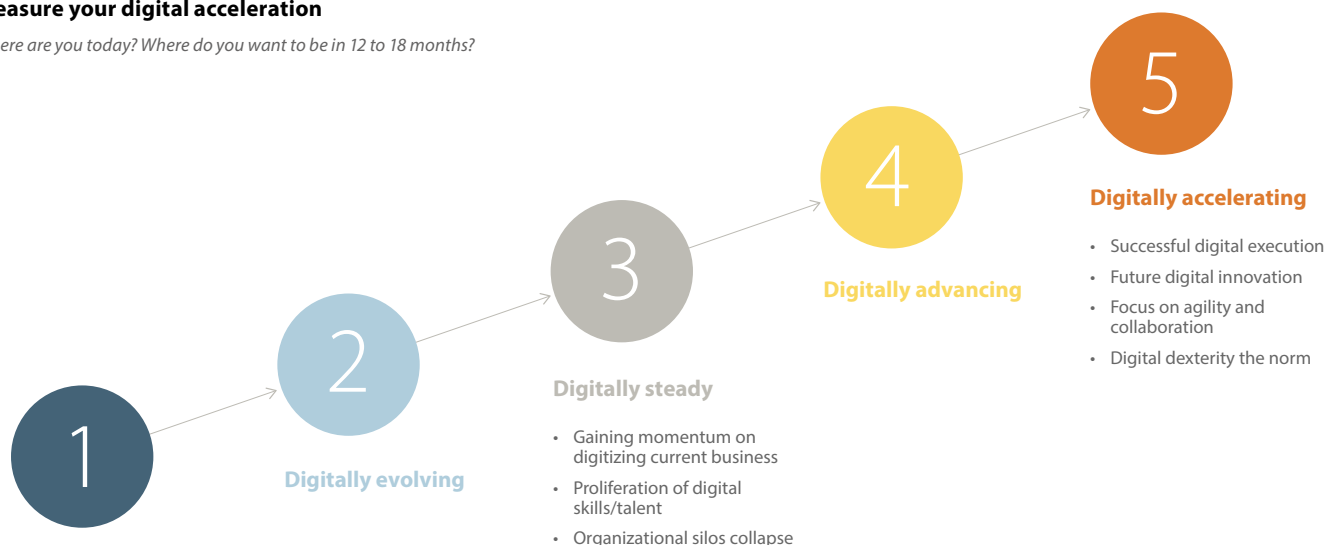 easure your digital acceleration
ere are you today? Where do you want to be in 12 to 18 months?
5
4
Digitally accelerating
• Successful digital execution
• Future digital innovation
• Focus on agility and
collaboration
• Digital dexterity the norm
3
Digitally advancing
2
Digitally steady
• Gaining momentum on
digitizing current business
• Proliferation of digital
skills/talent
• Organizational silos collapse
1
Digitally evolving